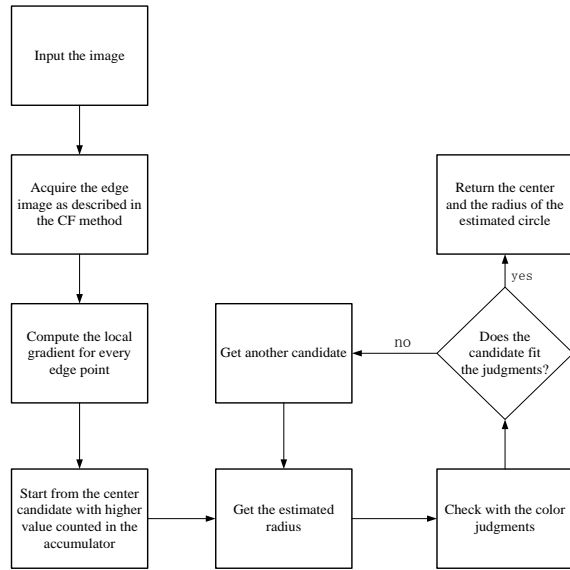 Input the image
Acquire the edge
image as described in
the CF method
Compute the local
gradient for every
edge point
Start from the center
candidate with higher
value counted in the
accumulator
Get the estimated
radius
Check with the color
judgments
Does the
candidate fit
the judgments?
no
Get another candidate
yes
Return the center
and the radius of the
estimated circle